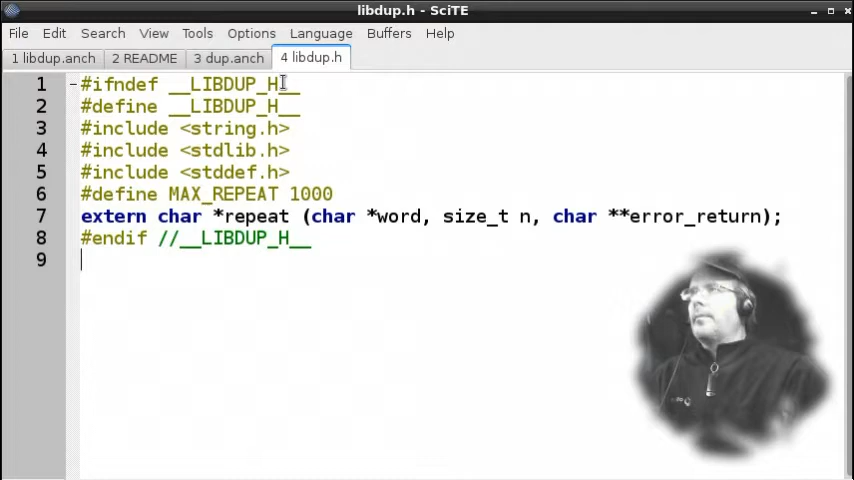 libdup.h - SciTE
File Edit Search View Tools Options Language Buffers Help
1 libdup.anch 2 README 3 dup.anch 4 libdup.h
1 #ifndef __LIBDUP_H__
2 #define __LIBDUP_H__
3 #include <string.h>
4 #include <stdlib.h>
5 #include <stddef.h>
6 #define MAX_REPEAT 1000
7 extern char *repeat (char *word, size_t n, char **error_return);
8 #endif //__LIBDUP_H__
9